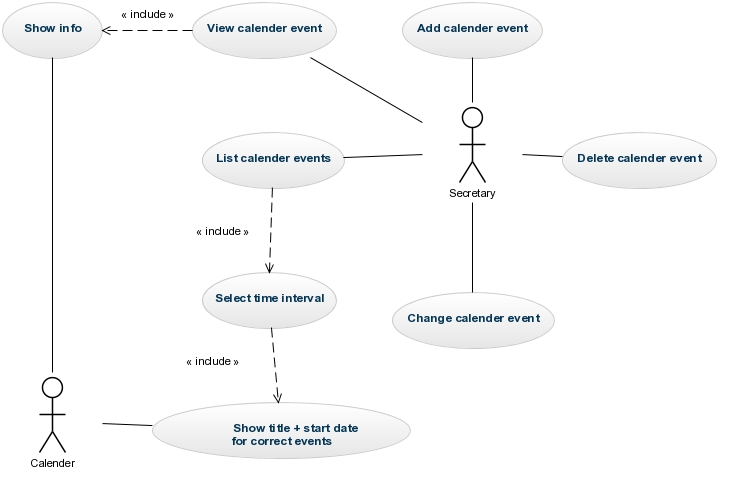 « include »
Show info
View calender event
Add calender event
List calender events
Delete calender event
Secretary
« include »
Select time interval
Change calender event
« include »
Show title + start date
for correct events
Calender